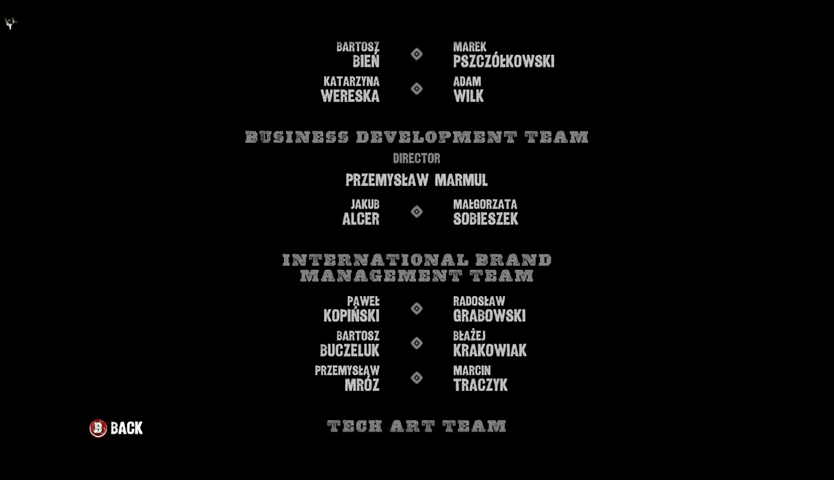 BARTOSZ BIEŃ
MAREK PSZCZÓŁKOWSKI
KATARZYNA WERESKA
ADAM WILK
BUSINESS DEVELOPMENT TEAM
DIRECTOR
PRZEMYSŁAW MARMUL
JAKUB ALCER
MAŁGORZATA SOBIESZEK
INTERNATIONAL BRAND
MANAGEMENT TEAM
PAWEŁ KOPIŃSKI
RADOSŁAW GRABOWSKI
BARTOSZ BUCZELUK
BŁAŻEJ KRAKOWIAK
PRZEMYSŁAW MRÓZ
MARCIN TRACZYK
TECH ART TEAM
B BACK